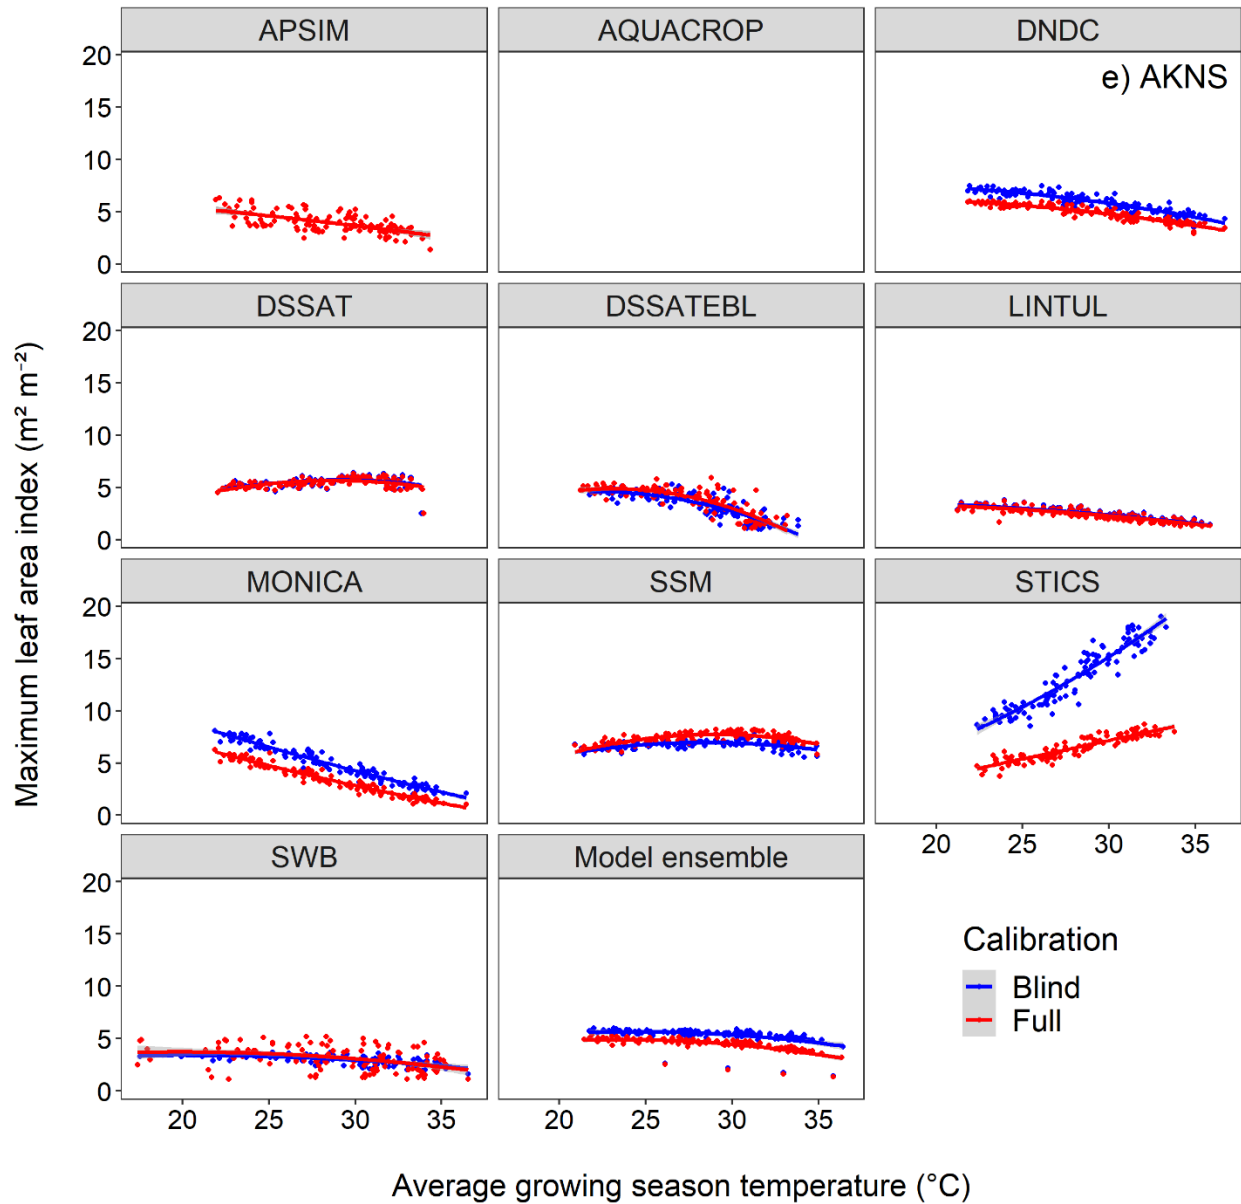 APSIM
AQUACROP
DNDC
20
15
10
5
0
e) AKNS
DSSAT
DSSATEBL
LINTUL
20
15
10
5
0
Maximum leaf area index (m² m⁻²)
MONICA
SSM
STICS
20
15
10
5
0
20 25 30 35
SWB
Model ensemble
20
15
10
5
0
Calibration
Blind
Full
20 25 30 35
20 25 30 35
Average growing season temperature (°C)